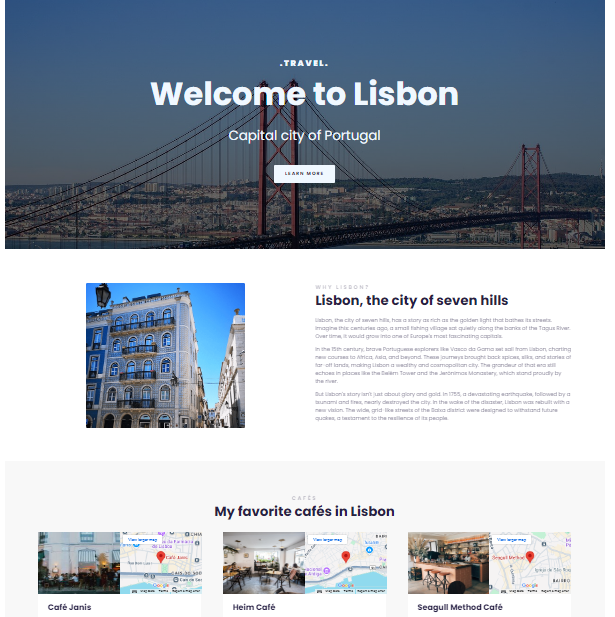 .TRAVEL.
Welcome to Lisbon
Capital city of Portugal
LEARN MORE
WHY LISBON?
Lisbon, the city of seven hills
Lisbon, the city of seven hills, has a story as rich as the golden light that bathes its streets.
Imagine this: centuries ago, a small fishing village sat quietly along the banks of the Tagus River.
Over time, it would grow into one of Europe's most fascinating capitals.
In the 15th century, brave Portuguese explorers like Vasco da Gama set sail from Lisbon, charting
new courses to Africa, Asia, and beyond. These journeys brought back spices, silks, and stories of
far-off lands, making Lisbon a wealthy and cosmopolitan city. The grandeur of that era still
echoes in places like the Belém Tower and the Jerónimos Monastery, which stand proudly by
the river.
But Lisbon's story isn't just about glory and gold. In 1755, a devastating earthquake, followed by a
tsunami and fires, nearly destroyed the city. In the wake of the disaster, Lisbon was rebuilt with a
new vision. The wide, grid-like streets of the Baixa district were designed to withstand future
quakes, a testament to the resilience of its people.
CAFÉS
My favorite cafés in Lisbon
View larger map
Café Janis
Google
View larger map
Google
View larger map
Seagull Method
Google
Café Janis
Heim Café
Seagull Method Café